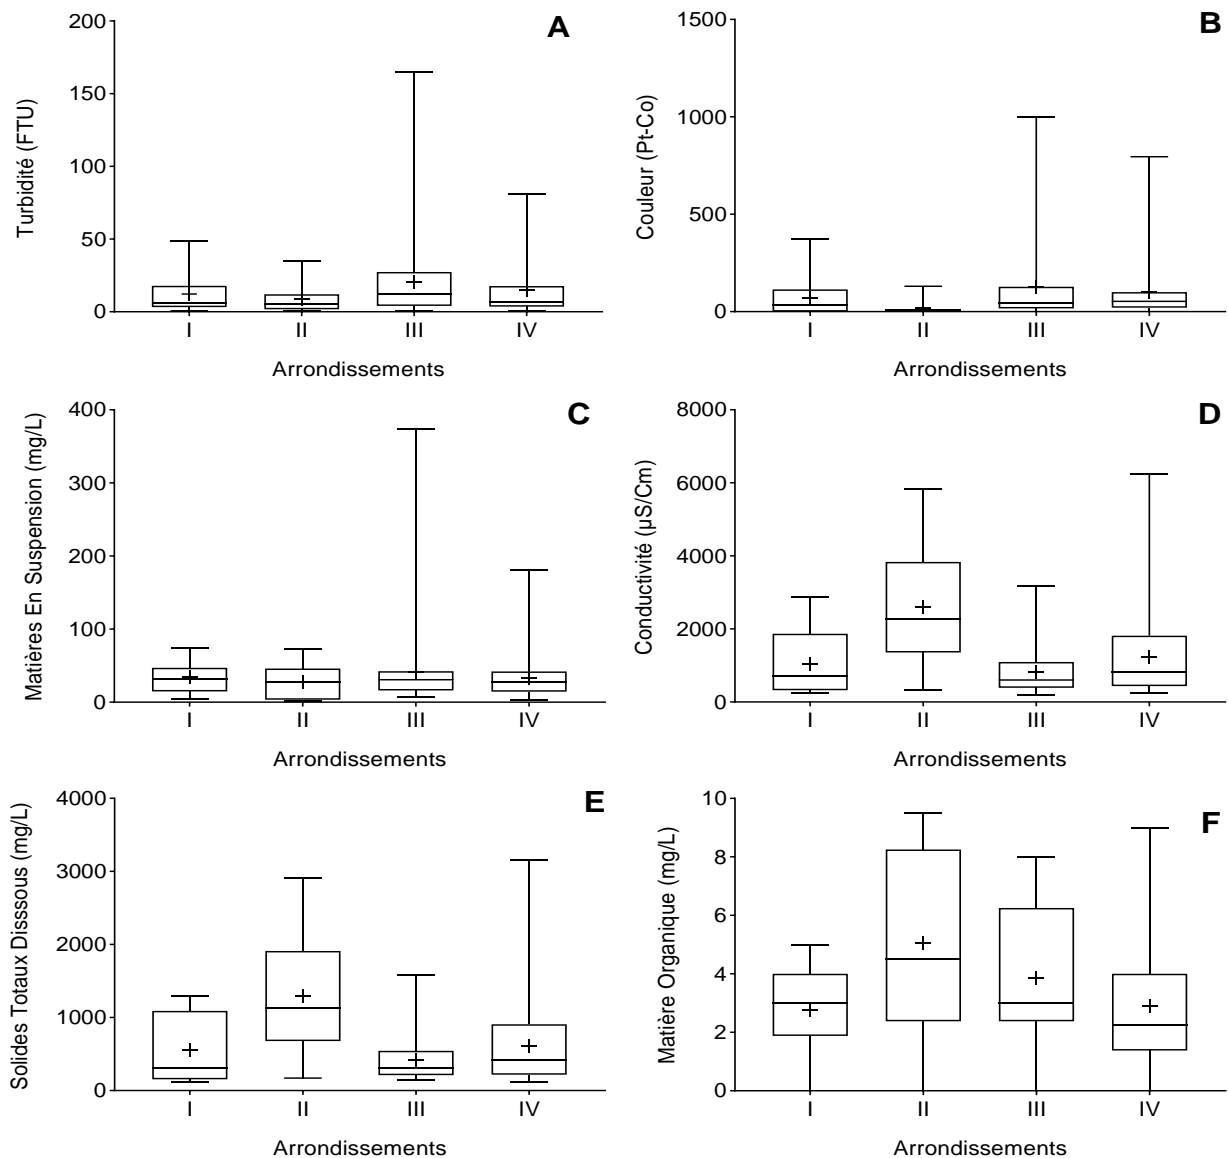 A
Turbidité (FTU)
200
150
100
50
0
I II III IV
Arrondissements
B
Couleur (Pt-Co)
1500
1000
500
0
I II III IV
Arrondissements
C
Matières En Suspension (mg/L)
400
300
200
100
0
I II III IV
Arrondissements
D
Conductivité (µS/Cm)
8000
6000
4000
2000
0
I II III IV
Arrondissements
E
Solides Totaux Disssous (mg/L)
4000
3000
2000
1000
0
I II III IV
Arrondissements
F
Matière Organique (mg/L)
10
8
6
4
2
0
I II III IV
Arrondissements